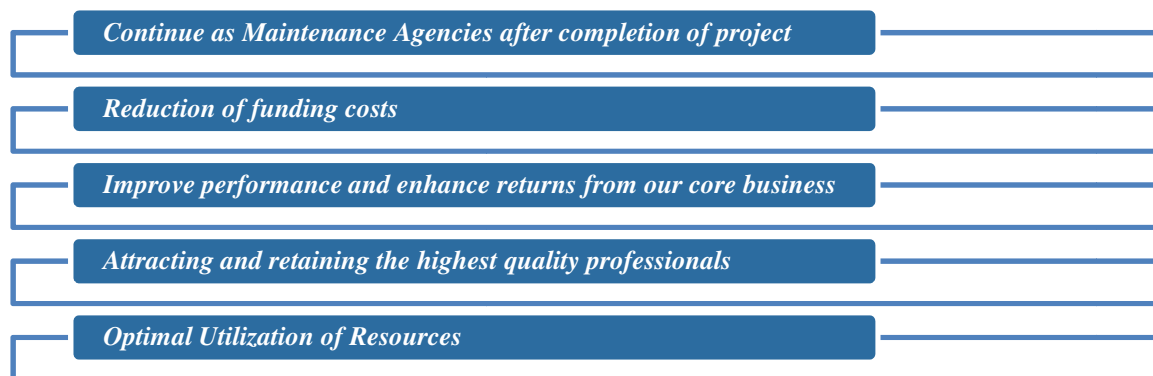 Continue as Maintenance Agencies after completion of project
Reduction of funding costs
Improve performance and enhance returns from our core business
Attracting and retaining the highest quality professionals
Optimal Utilization of Resources